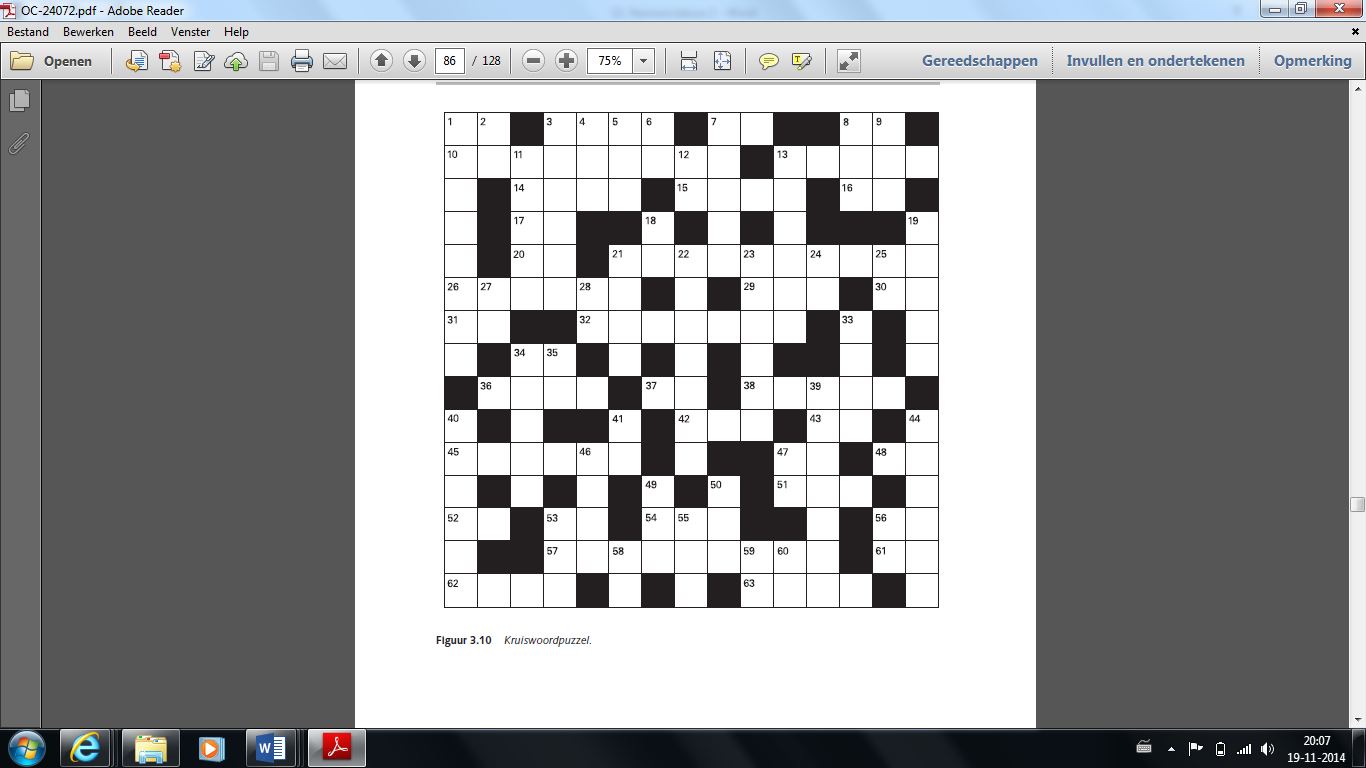 OC-24072.pdf - Adobe Reader
Bestand Bewerken Beeld Venster Help
Openen 86 / 128 75% Gereedschappen Invullen en ondertekenen Opmerking
1 2 3 4 5 6 7 8 9
10 11 12 13
14 15 16
17 18 19
20 21 22 23 24 25
26 27 28 29 30
31 32 33
34 35
36 37 38 39
40 41 42 43 44
45 46 47 48
49 50 51
52 53 54 55 56
57 58 59 60 61
62 63
Figuur 3.10 Kruiswoordpuzzel.
20:07
19-11-2014